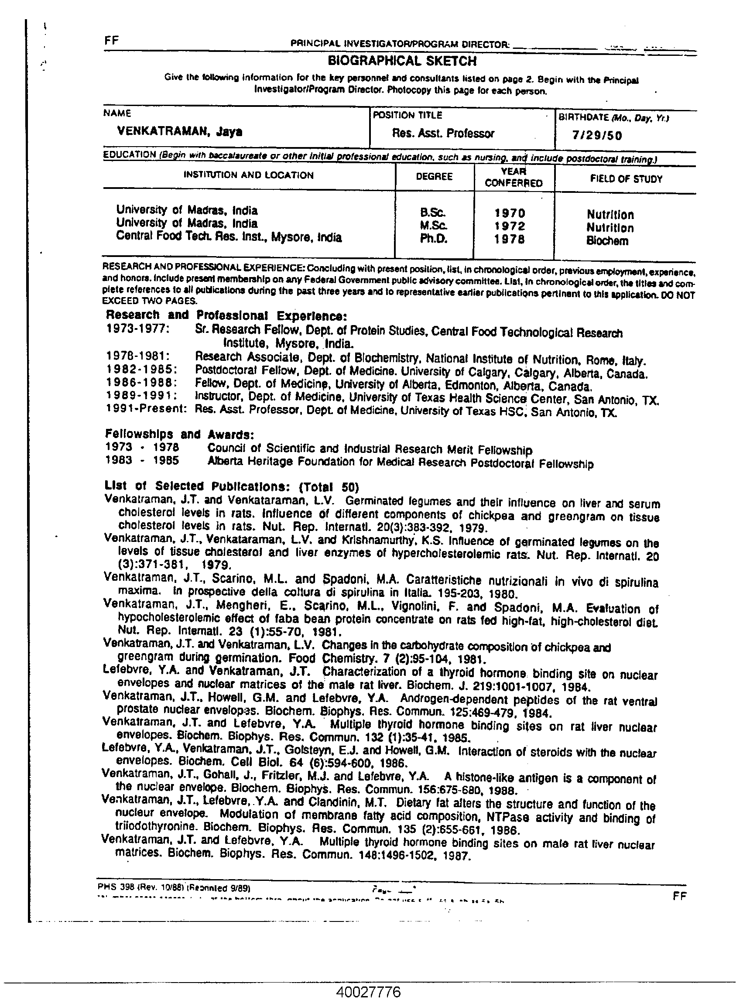 FF
PRINCIPAL INVESTIGATOR/PROGRAM DIRECTOR:
BIOGRAPHICAL SKETCH
Give the following information for the key personnel and consultants listed on page 2. Begin with the Principal
Investigator/Program Director. Photocopy this page for each person.
NAME
POSITION TITLE
BIRTHDATE (Mo., Day, Yr.)
VENKATRAMAN, Jaya
Res. Asst. Professor
7/29/50
EDUCATION (Begin with baccalaureate or other initial professional education, such as nursing, and include postdoctoral training.)
INSTITUTION AND LOCATION
DEGREE
YEAR CONFERRED
FIELD OF STUDY
University of Madras, India B.Sc. 1970 Nutrition
University of Madras, India M.Sc. 1972 Nutrition
Central Food Tech. Res. Inst., Mysore, India Ph.D. 1978 Biochem
RESEARCH AND PROFESSIONAL EXPERIENCE: Concluding with present position, list, in chronological order, previous employment, experience,
and honors. Include present membership on any Federal Government public advisory committee. List, in chronological order, the titles and com-
plete references to all publications during the past three years and to representative earlier publications pertinent to this application. DO NOT
EXCEED TWO PAGES.
Research and Professional Experience:
1973-1977: Sr. Research Fellow, Dept. of Protein Studies, Central Food Technological Research
Institute, Mysore, India.
1978-1981: Research Associate, Dept. of Biochemistry, National Institute of Nutrition, Rome, Italy.
1982-1985: Postdoctoral Fellow, Dept. of Medicine. University of Calgary, Calgary, Alberta, Canada.
1986-1988: Fellow, Dept. of Medicine, University of Alberta, Edmonton, Alberta, Canada.
1989-1991: Instructor, Dept. of Medicine, University of Texas Health Science Center, San Antonio, TX.
1991-Present: Res. Asst. Professor, Dept. of Medicine, University of Texas HSC, San Antonio, TX.
Fellowships and Awards:
1973 - 1978 Council of Scientific and Industrial Research Merit Fellowship
1983 - 1985 Alberta Heritage Foundation for Medical Research Postdoctoral Fellowship
List of Selected Publications: (Total 50)
Venkatraman, J.T. and Venkataraman, L.V. Germinated legumes and their influence on liver and serum
cholesterol levels in rats. Influence of different components of chickpea and greengram on tissue
cholesterol levels in rats. Nut. Rep. Internatl. 20(3):383-392, 1979.
Venkatraman, J.T., Venkataraman, L.V. and Krishnamurthy, K.S. Influence of germinated legumes on the
levels of tissue cholesterol and liver enzymes of hypercholesterolemic rats. Nut. Rep. Internatl. 20
(3):371-381, 1979.
Venkatraman, J.T., Scarino, M.L. and Spadoni, M.A. Caratteristiche nutrizionali in vivo di spirulina
maxima. In prospective della coltura di spirulina in Italia. 195-203, 1980.
Venkatraman, J.T., Mengheri, E., Scarino, M.L., Vignolini, F. and Spadoni, M.A. Evaluation of
hypocholesterolemic effect of faba bean protein concentrate on rats fed high-fat, high-cholesterol diet.
Nut. Rep. Internatl. 23 (1):55-70, 1981.
Venkatraman, J.T. and Venkatraman, L.V. Changes in the carbohydrate composition of chickpea and
greengram during germination. Food Chemistry. 7 (2):95-104, 1981.
Lefebvre, Y.A. and Venkatraman, J.T. Characterization of a thyroid hormone binding site on nuclear
envelopes and nuclear matrices of the male rat liver. Biochem. J. 219:1001-1007, 1984.
Venkatraman, J.T., Howell, G.M. and Lefebvre, Y.A. Androgen-dependent peptides of the rat ventral
prostate nuclear envelopes. Biochem. Biophys. Res. Commun. 125:469-479, 1984.
Venkatraman, J.T. and Lefebvre, Y.A. Multiple thyroid hormone binding sites on rat liver nuclear
envelopes. Biochem. Biophys. Res. Commun. 132 (1):35-41, 1985.
Lefebvre, Y.A., Venkatraman, J.T., Golsteyn, E.J. and Howell, G.M. Interaction of steroids with the nuclear
envelopes. Biochem. Cell Biol. 64 (6):594-600, 1986.
Venkatraman, J.T., Gohall, J., Fritzler, M.J. and Lefebvre, Y.A. A histone-like antigen is a component of
the nuclear envelope. Biochem. Biophys. Res. Commun. 156:675-680, 1988.
Venkatraman, J.T., Lefebvre, Y.A. and Clandinin, M.T. Dietary fat alters the structure and function of the
nucleur envelope. Modulation of membrane fatty acid composition, NTPase activity and binding of
triiodothyronine. Biochem. Biophys. Res. Commun. 135 (2):655-661, 1986.
Venkatraman, J.T. and Lefebvre, Y.A. Multiple thyroid hormone binding sites on male rat liver nuclear
matrices. Biochem. Biophys. Res. Commun. 148:1496-1502, 1987.
PHS 398 (Rev. 10/88) (Reprinted 9/89)
Page
FF
40027776